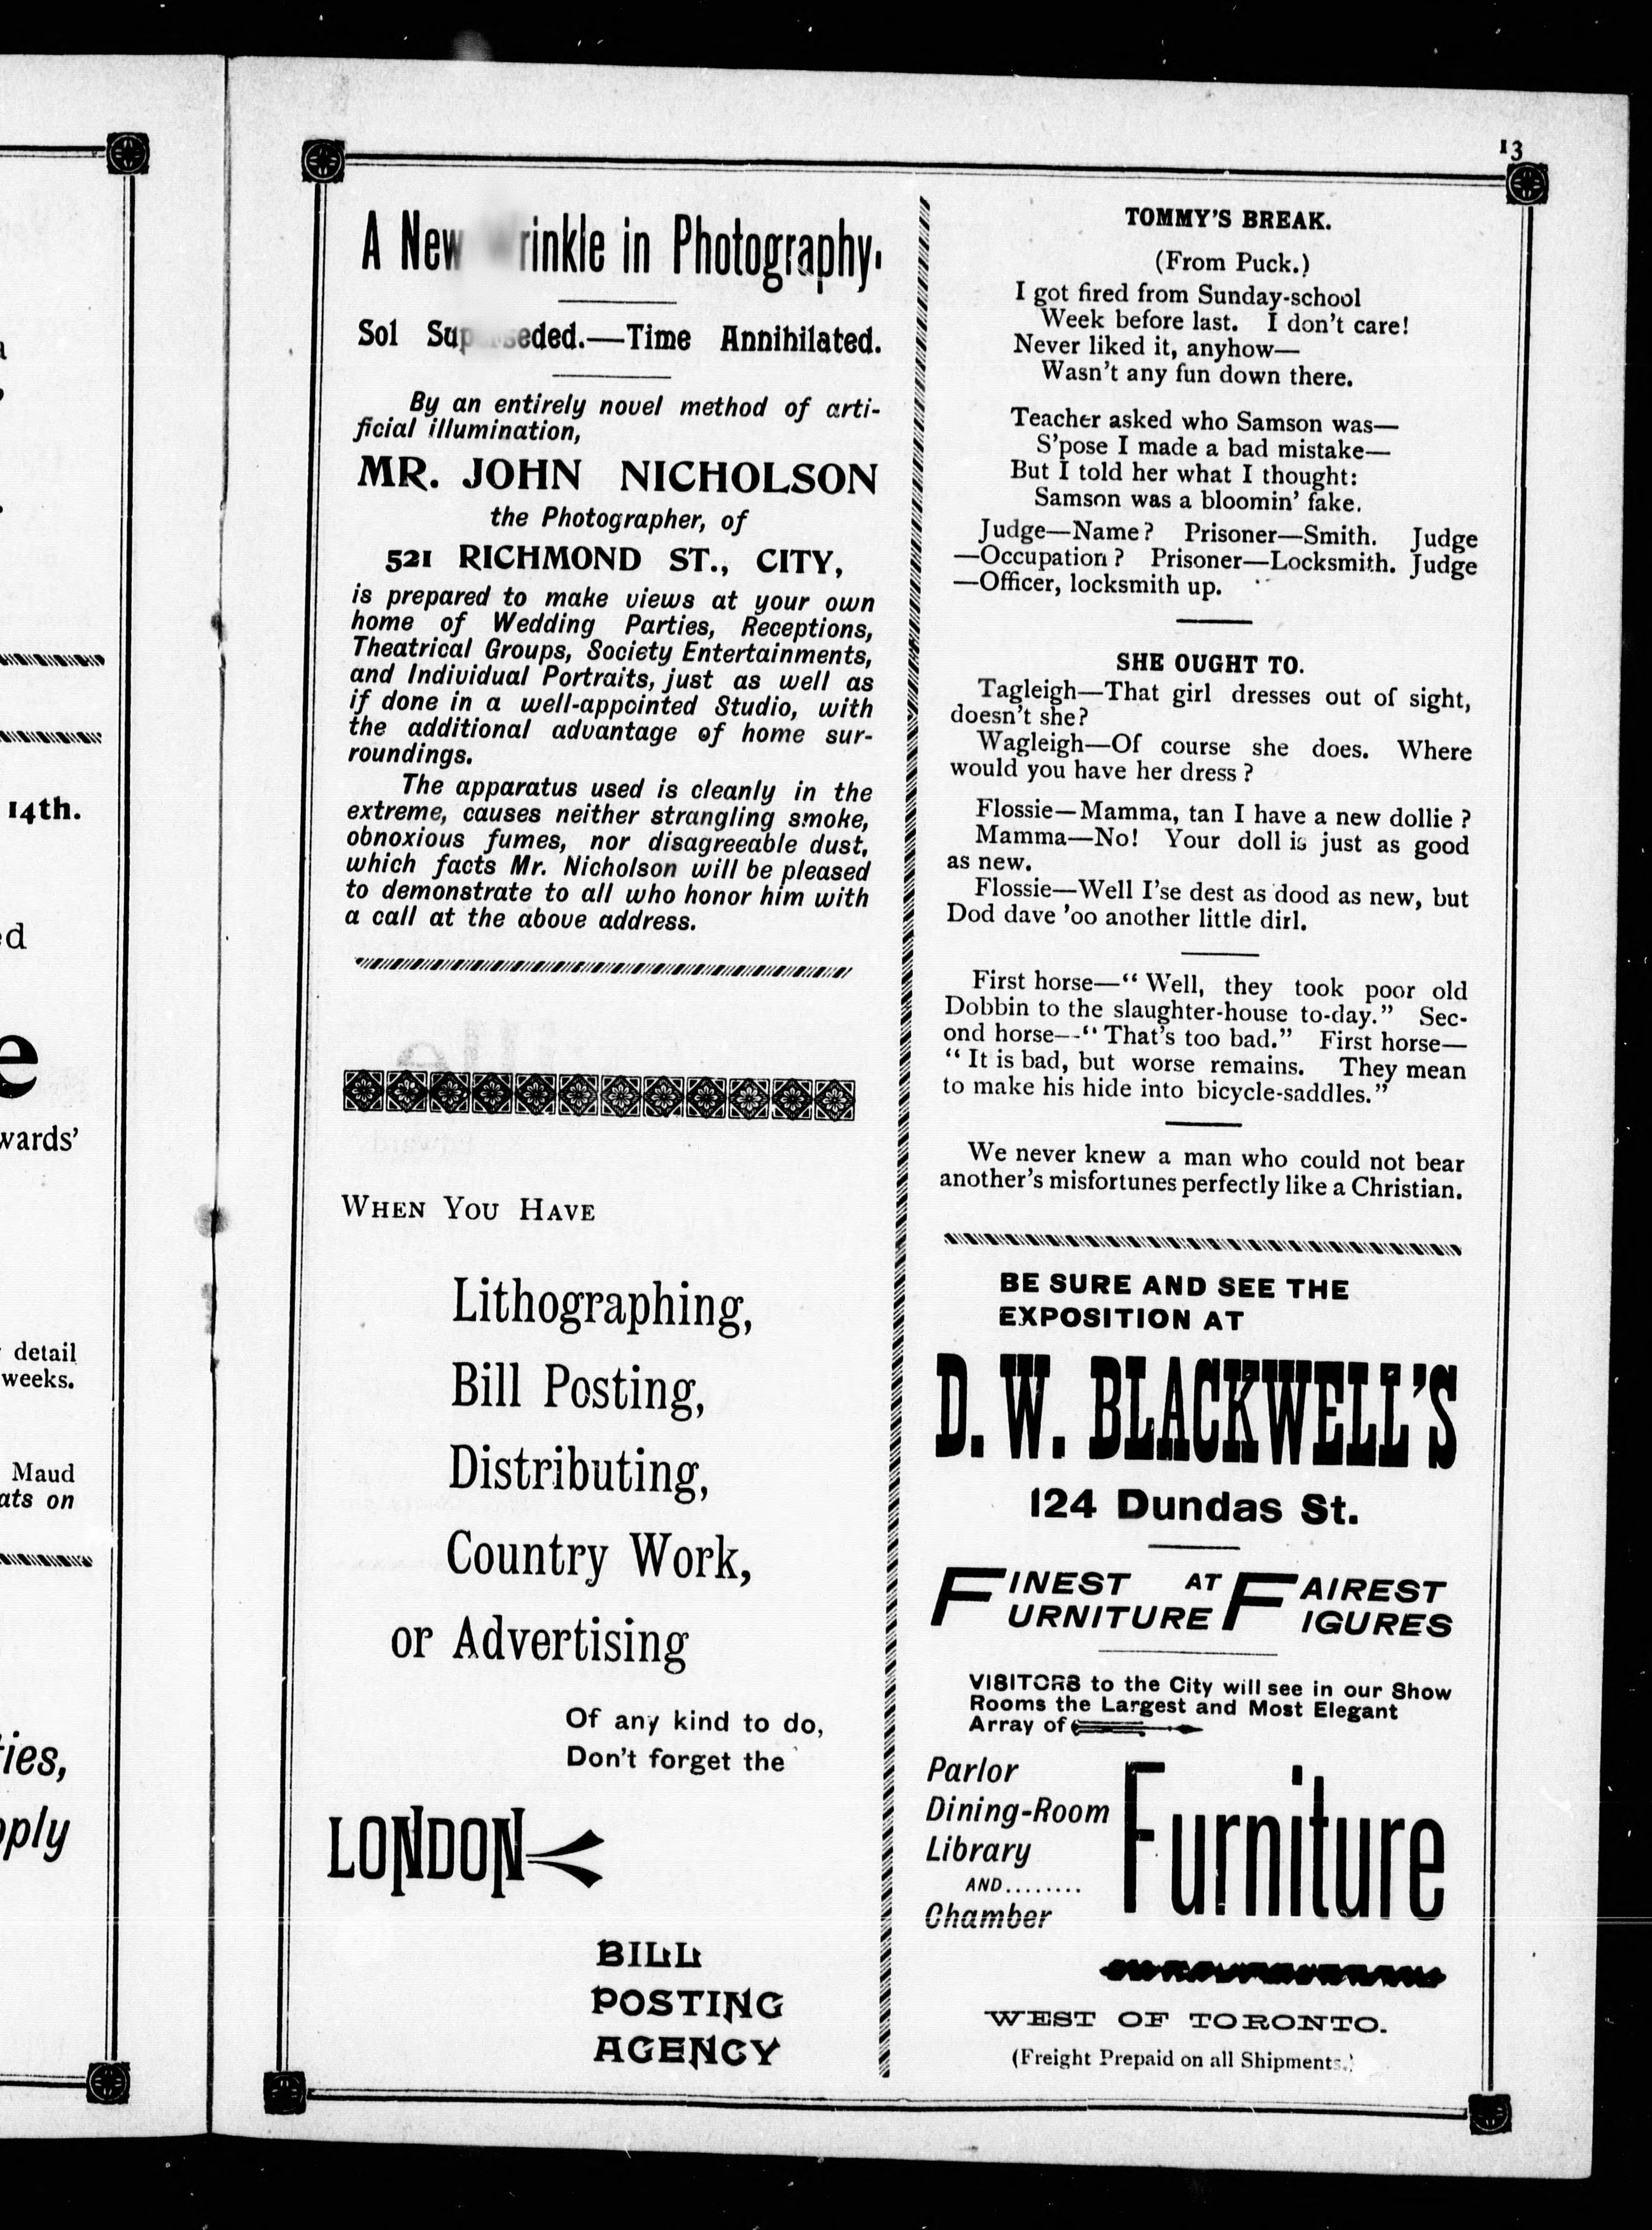 14th.
wards'
detail
weeks.
Maud
on
13
A New Wrinkle in Photography.
Sol Superseded.—Time Annihilated.
By an entirely novel method of arti-
ficial illumination,
MR. JOHN NICHOLSON
the Photographer, of
521 RICHMOND ST., CITY,
is prepared to make views at your own
home of Wedding Parties, Receptions,
Theatrical Groups, Society Entertainments,
and Individual Portraits, just as well as
if done in a well-appointed Studio, with
the additional advantage of home sur-
roundings.
The apparatus used is cleanly in the
extreme, causes neither strangling smoke,
obnoxious fumes, nor disagreeable dust,
which facts Mr. Nicholson will be pleased
to demonstrate to all who honor him with
a call at the above address.
WHEN YOU HAVE
Lithographing,
Bill Posting,
Distributing,
Country Work,
or Advertising
Of any kind to do,
Don't forget the
LONDON
BILL
POSTING
AGENCY
TOMMY'S BREAK.
(From Puck.)
I got fired from Sunday-school
Week before last. I don't care!
Never liked it, anyhow—
Wasn't any fun down there.
Teacher asked who Samson was—
S'pose I made a bad mistake—
But I told her what I thought:
Samson was a bloomin' fake.
Judge—Name? Prisoner—Smith. Judge
—Occupation? Prisoner—Locksmith. Judge
—Officer, locksmith up.
SHE OUGHT TO.
Tagleigh—That girl dresses out of sight,
doesn't she?
Wagleigh—Of course she does. Where
would you have her dress?
Flossie—Mamma, tan I have a new dollie?
Mamma—No! Your doll is just as good
as new.
Flossie—Well I'se dest as dood as new, but
Dod dave 'oo another little dirl.
First horse—"Well, they took poor old
Dobbin to the slaughter-house to-day." Sec-
ond horse—"That's too bad." First horse—
"It is bad, but worse remains. They mean
to make his hide into bicycle-saddles."
We never knew a man who could not bear
another's misfortunes perfectly like a Christian.
BE SURE AND SEE THE
EXPOSITION AT
D. W. BLACKWELL'S
124 Dundas St.
FINEST AT FAIREST
FURNITURE FIGURES
VISITORS to the City will see in our Show
Rooms the Largest and Most Elegant
Array of
Parlor
Dining-Room
Library
AND........
Chamber
Furniture
WEST OF TORONTO.
(Freight Prepaid on all Shipments.)